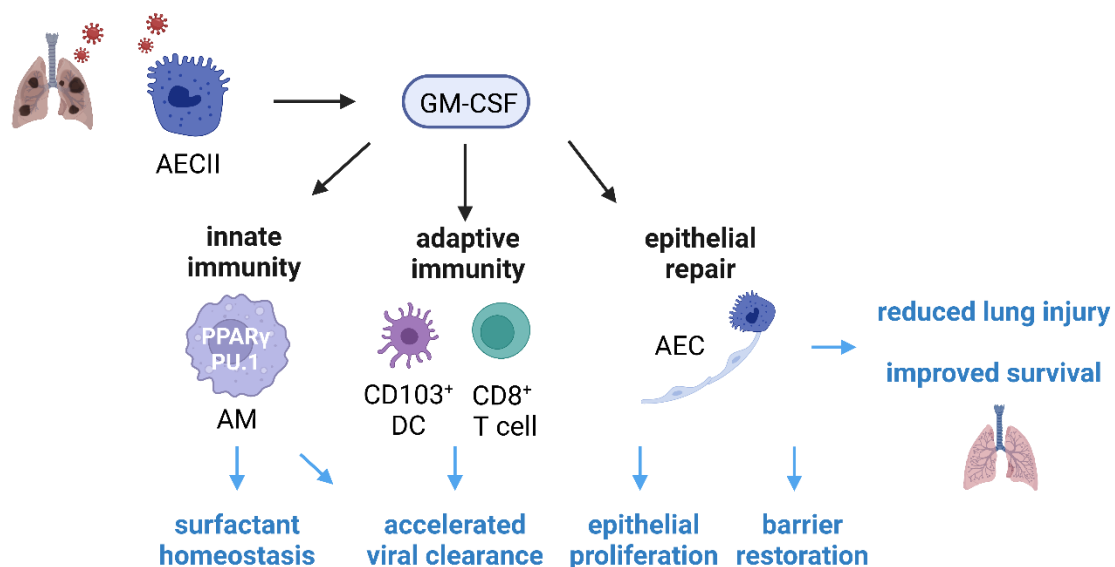 GM-CSF
AECII
innate
immunity
adaptive
immunity
epithelial
repair
PPARγ
PU.1
AM
CD103⁺
DC
CD8⁺
T cell
AEC
reduced lung injury
improved survival
surfactant
homeostasis
accelerated
viral clearance
epithelial
proliferation
barrier
restoration